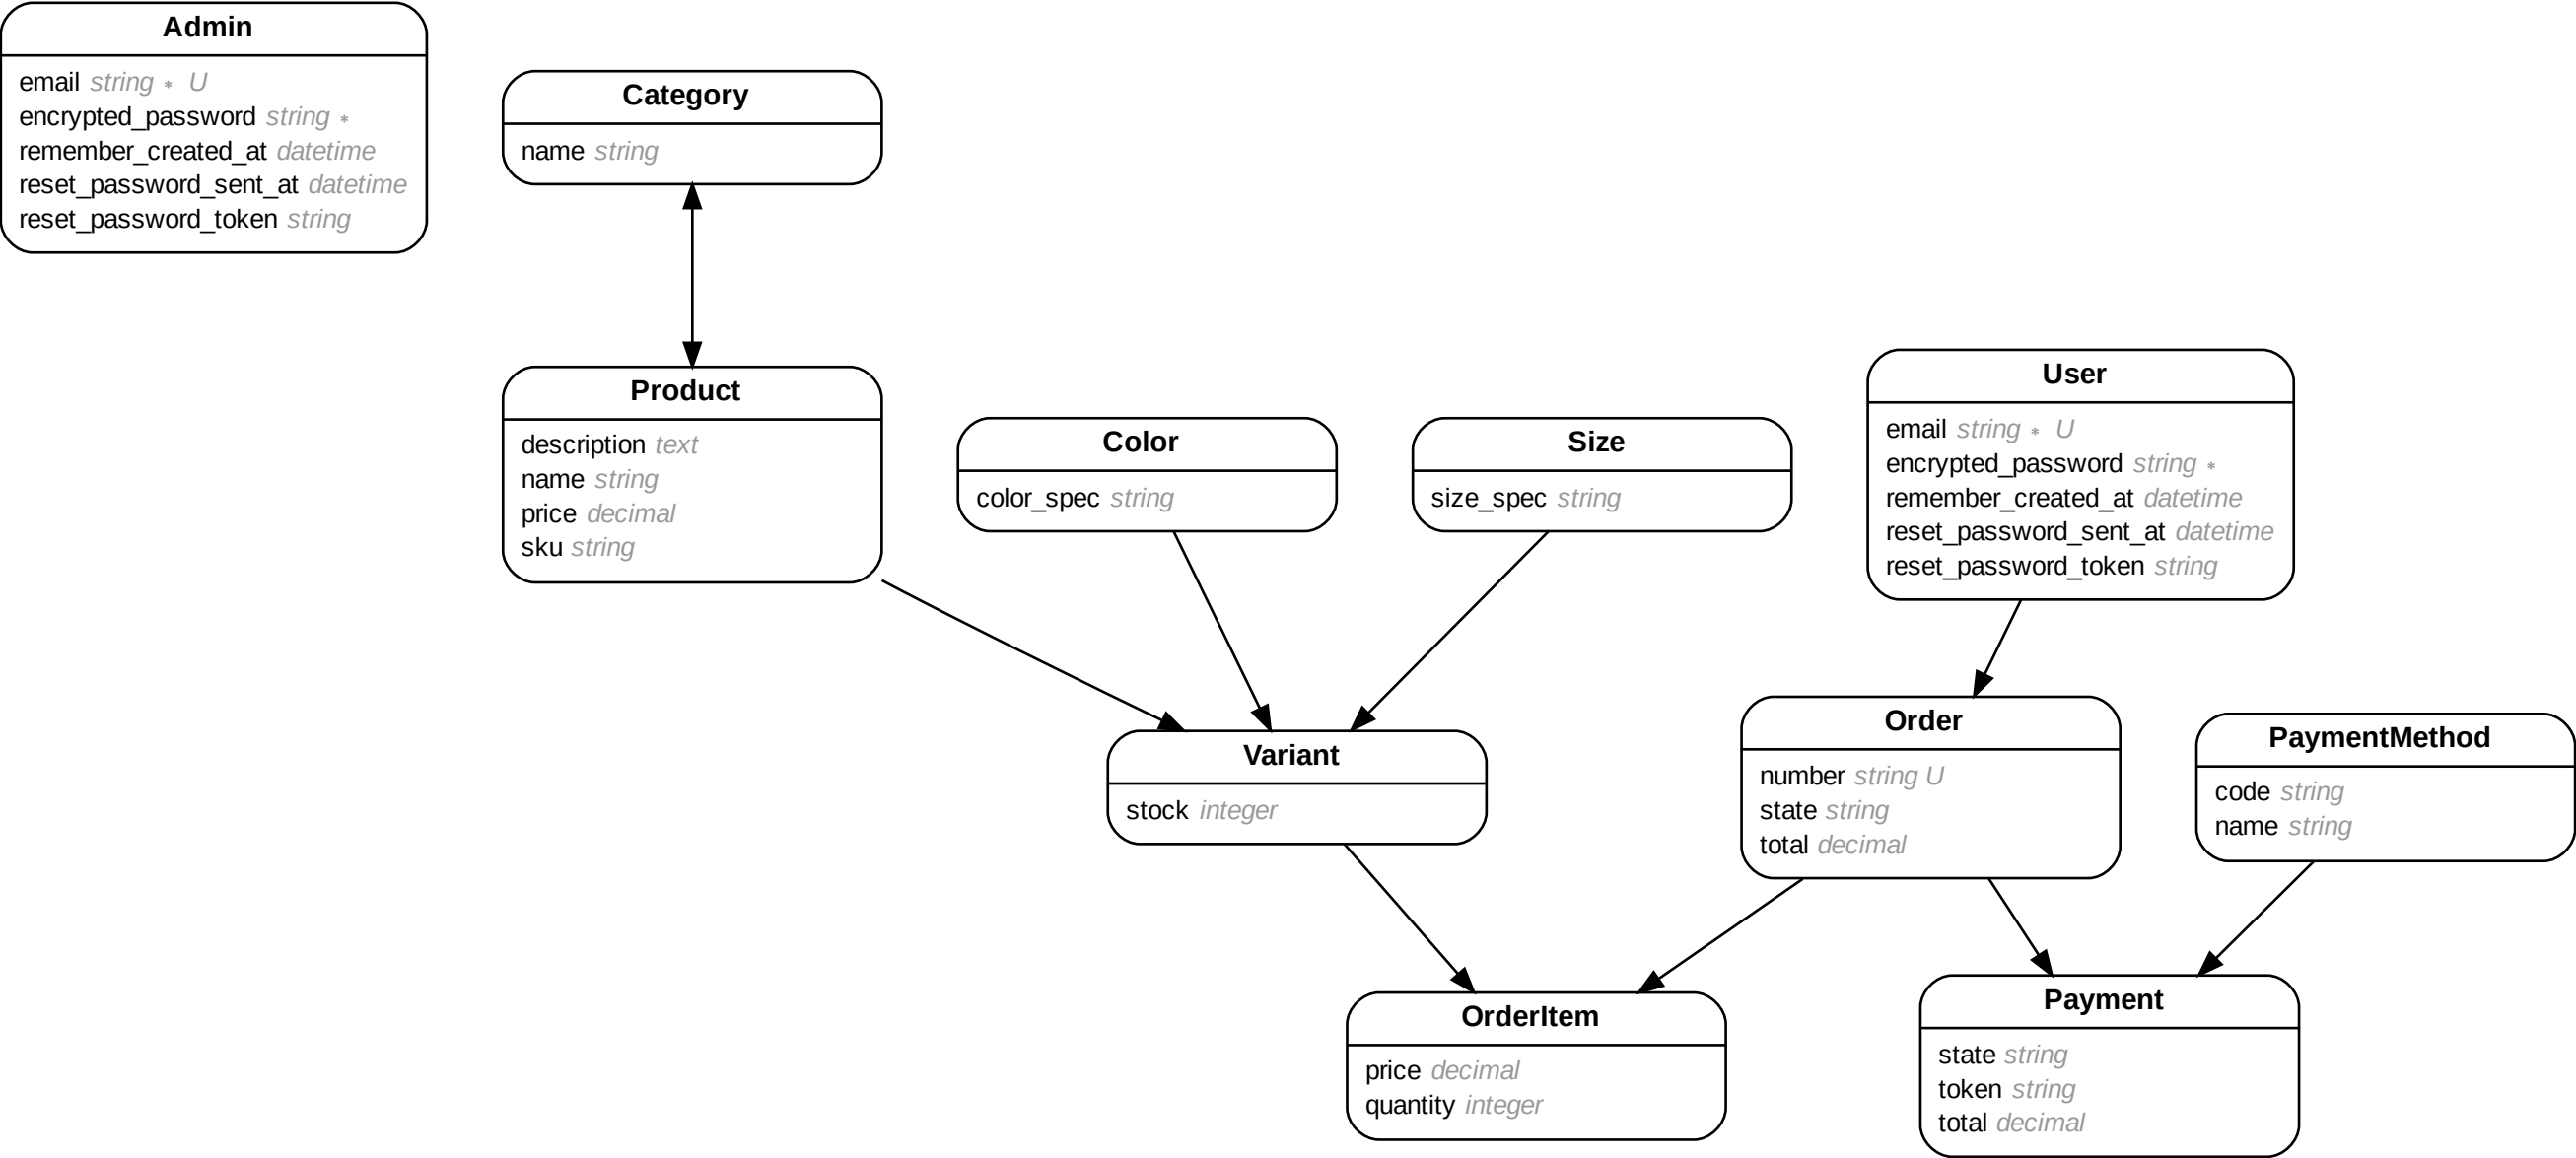 Admin
email string * U
encrypted_password string *
remember_created_at datetime
reset_password_sent_at datetime
reset_password_token string
Category
name string
Product
description text
name string
price decimal
sku string
Color
color_spec string
Size
size_spec string
User
email string * U
encrypted_password string *
remember_created_at datetime
reset_password_sent_at datetime
reset_password_token string
Variant
stock integer
Order
number string U
state string
total decimal
PaymentMethod
code string
name string
OrderItem
price decimal
quantity integer
Payment
state string
token string
total decimal